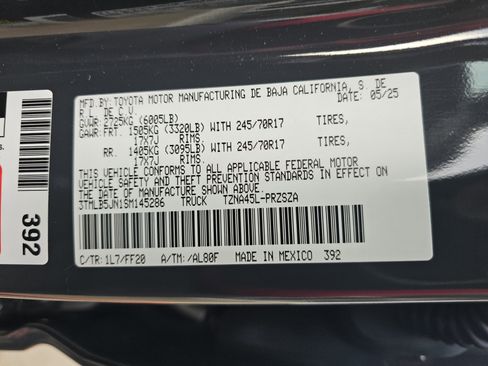 MFD.BY:TOYOTA MOTOR MANUFACTURING DE BAJA CALIFORNIA, S. DE
R.L. DE C.V. DATE: 05/25
GVWR: 2725KG (6005LB)
GAWR:FRT. 1505KG (3320LB) WITH 245/70R17 TIRES,
17X7J RIMS.
RR. 1405KG (3095LB) WITH 245/70R17 TIRES,
17X7J RIMS.
THIS VEHICLE CONFORMS TO ALL APPLICABLE FEDERAL MOTOR
VEHICLE SAFETY AND THEFT PREVENTION STANDARDS IN EFFECT ON
THE DATE OF MANUFACTURE SHOWN ABOVE.
3TMLB5JN1SM145286 TRUCK TZNA45L-PRZSZA
C/TR:1L7/FF20 A/TM:/AL80F MADE IN MEXICO 392
392
s.